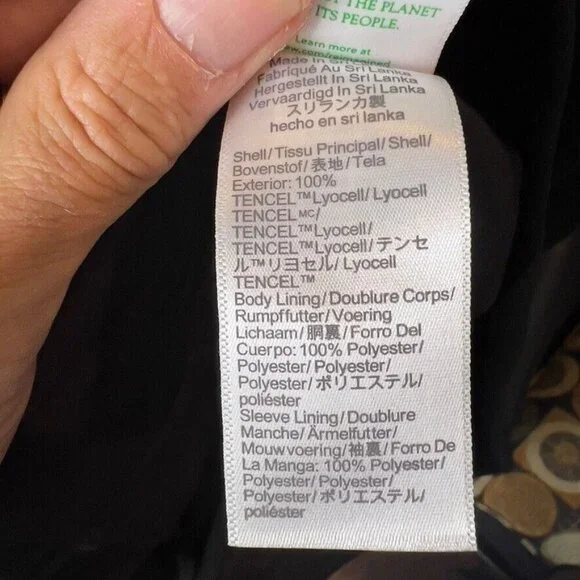 THE PLANET
ITS PEOPLE.
Learn more at
Made In Sri Lanka
Fabriqué Au Sri Lanka
Hergestellt In Sri Lanka
Vervaardigd In Sri Lanka
スリランカ製
hecho en sri lanka
Shell/Tissu Principal/Shell/
Bovenstof/表地/Tela
Exterior: 100%
TENCEL™Lyocell/Lyocell
TENCELMC/
TENCEL™Lyocell/
TENCEL™Lyocell/テンセ
ル™リヨセル/ Lyocell
TENCEL™
Body Lining/Doublure Corps/
Rumpffutter/Voering
Lichaam/胴裏/Forro Del
Cuerpo: 100% Polyester/
Polyester/Polyester/
Polyester/ポリエステル/
poliéster
Sleeve Lining/Doublure
Manche/Ärmelfutter/
Mouwvoering/袖裏/Forro De
La Manga: 100% Polyester/
Polyester/Polyester/
Polyester/ポリエステル/
poliéster